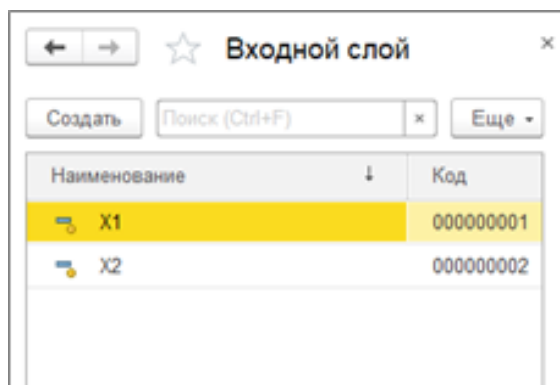 Входной слой
Создать Поиск (Ctrl+F) × Еще
Наименование ↓ Код
X1 000000001
X2 000000002